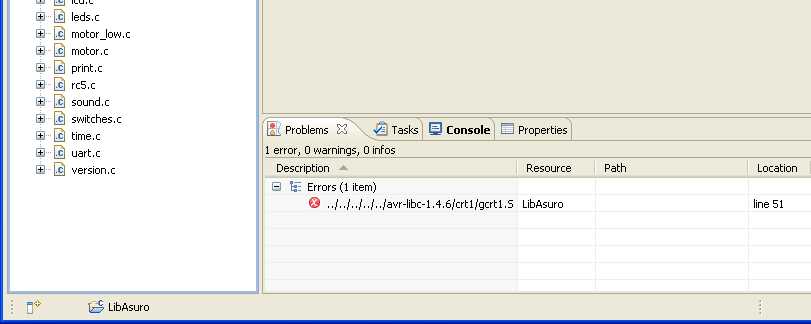 lcd.c
leds.c
motor_low.c
motor.c
print.c
rc5.c
sound.c
switches.c
time.c
uart.c
version.c
Problems Tasks Console Properties
1 error, 0 warnings, 0 infos
Description Resource Path Location
Errors (1 item)
../../../../../avr-libc-1.4.6/crt1/gcrt1.S LibAsuro line 51
LibAsuro